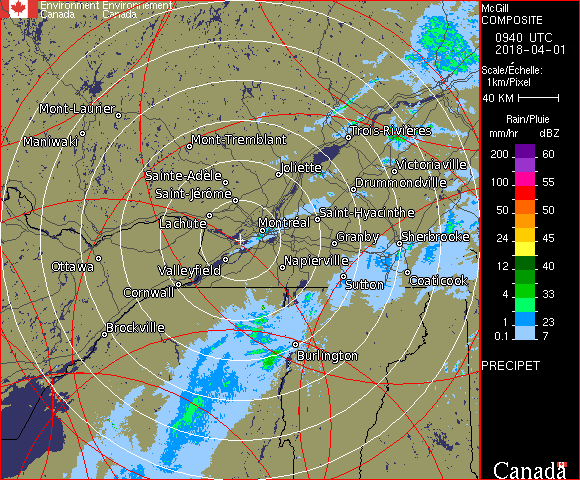 Environment Environnement
Canada Canada
McGill
COMPOSITE
0940 UTC
2018-04-01
Scale/Échelle:
1km/Pixel
40 KM
Rain/Pluie
mm/hr dBZ
200 60
100 55
50 50
24 45
12 40
4 33
2 23
0.1 7
PRECIPET
Canada
Mont-Laurier
Maniwaki
Mont-Tremblant
Trois-Rivières
Joliette
Victoriaville
Sainte-Adèle
Drummondville
Saint-Jérôme
Saint-Hyacinthe
Lachute
Montréal
Granby
Sherbrooke
Ottawa
Valleyfield
Napierville
Coaticook
Cornwall
Sutton
Brockville
Burlington